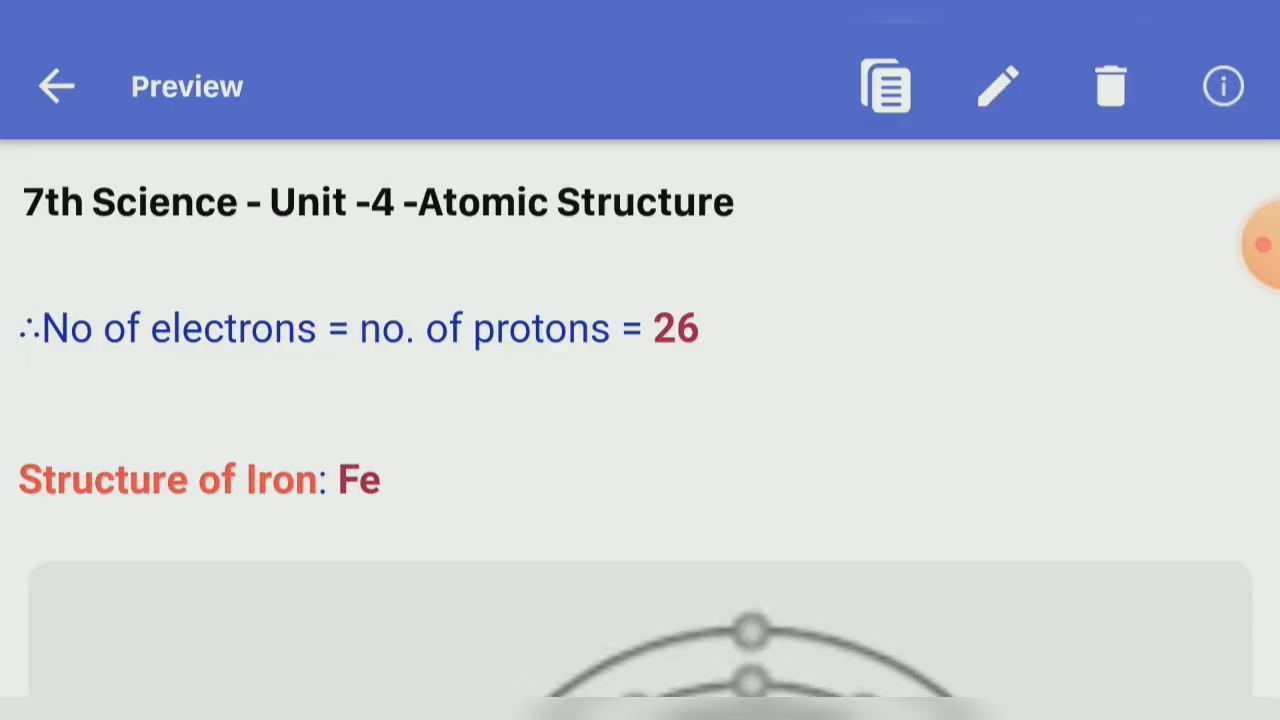 Preview
7th Science - Unit -4 -Atomic Structure
∴No of electrons = no. of protons = 26
Structure of Iron: Fe